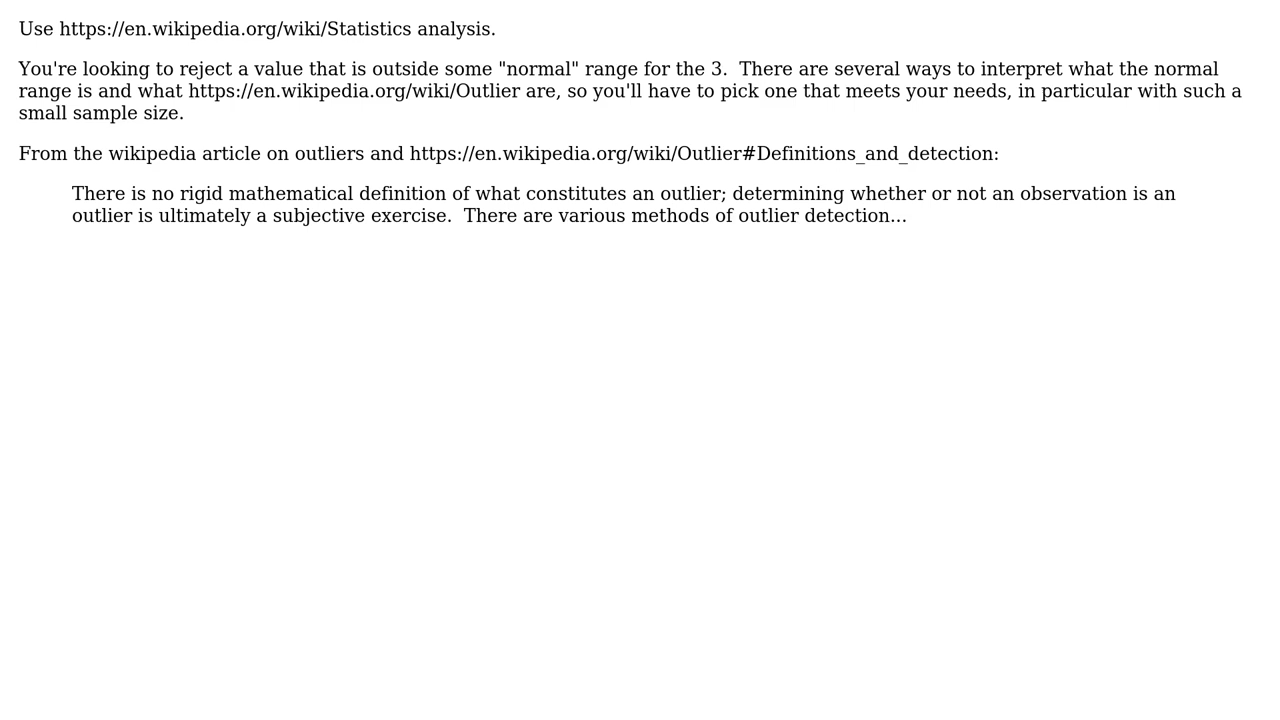 Use https://en.wikipedia.org/wiki/Statistics analysis.
You're looking to reject a value that is outside some "normal" range for the 3.  There are several ways to interpret what the normal
range is and what https://en.wikipedia.org/wiki/Outlier are, so you'll have to pick one that meets your needs, in particular with such a
small sample size.
From the wikipedia article on outliers and https://en.wikipedia.org/wiki/Outlier#Definitions_and_detection:
There is no rigid mathematical definition of what constitutes an outlier; determining whether or not an observation is an
outlier is ultimately a subjective exercise.  There are various methods of outlier detection...